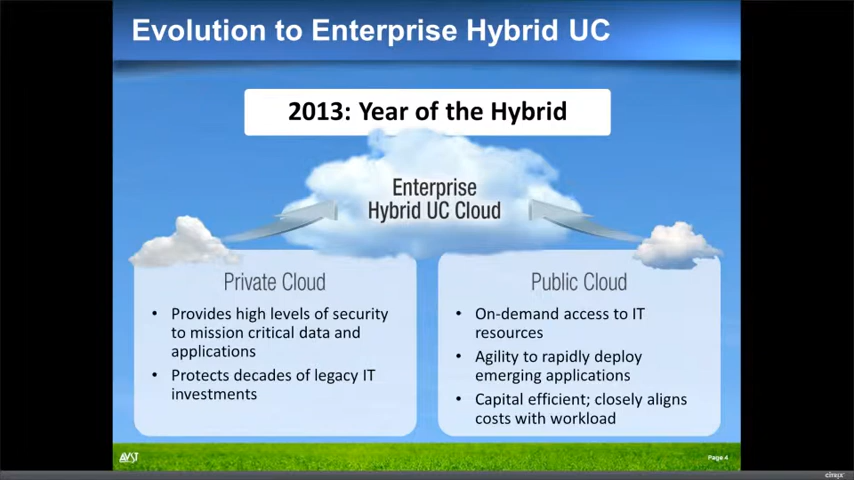 Evolution to Enterprise Hybrid UC
2013: Year of the Hybrid
Enterprise
Hybrid UC Cloud
Private Cloud
• Provides high levels of security
to mission critical data and
applications
• Protects decades of legacy IT
investments
Public Cloud
• On-demand access to IT
resources
• Agility to rapidly deploy
emerging applications
• Capital efficient; closely aligns
costs with workload
AVST
Page 4
citrix